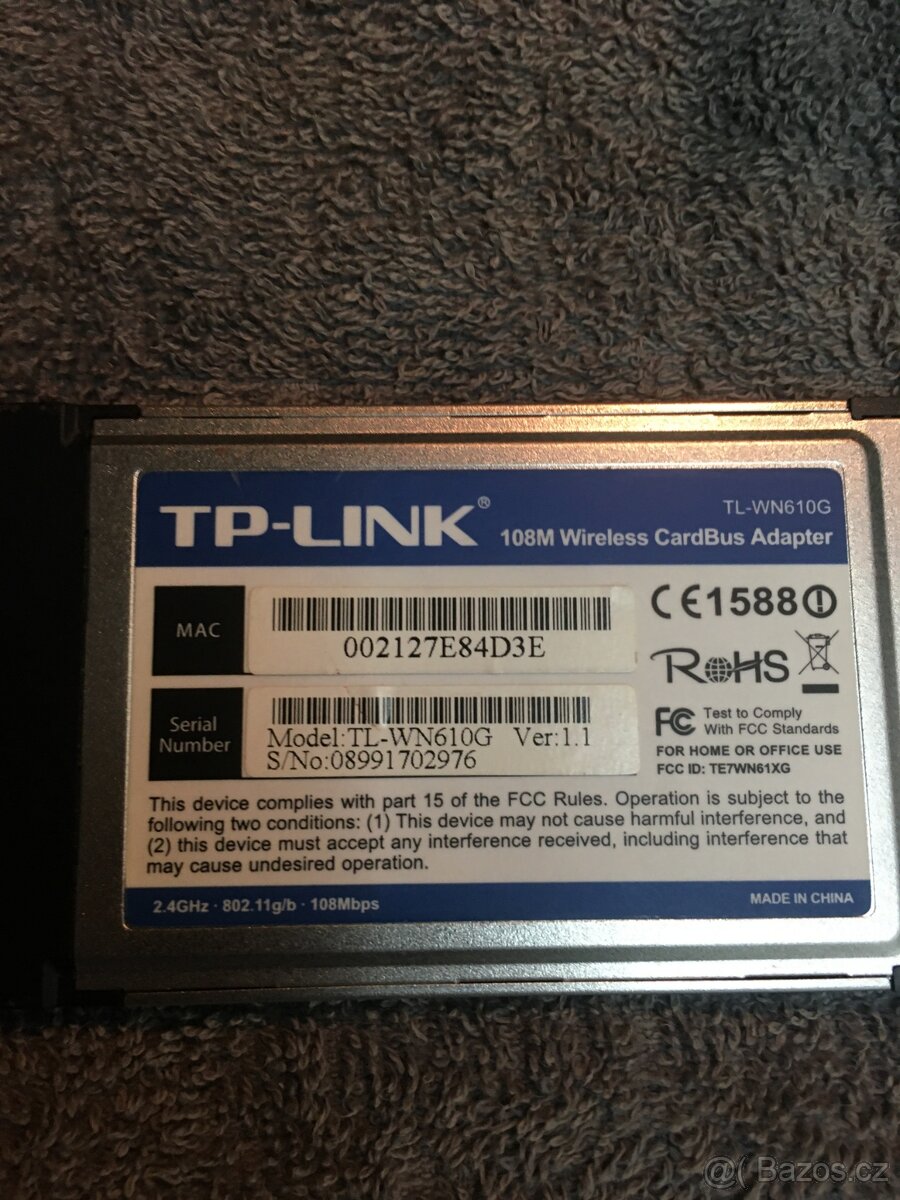 TP-LINK®
TL-WN610G
108M Wireless CardBus Adapter
MAC
002127E84D3E
CE1588
RoHS
Serial
Number
Model:TL-WN610G Ver:1.1
S/No:08991702976
FC Test to Comply
With FCC Standards
FOR HOME OR OFFICE USE
FCC ID: TE7WN61XG
This device complies with part 15 of the FCC Rules. Operation is subject to the
following two conditions: (1) This device may not cause harmful interference, and
(2) this device must accept any interference received, including interference that
may cause undesired operation.
2.4GHz · 802.11g/b · 108Mbps
MADE IN CHINA
@( Bazos.cz